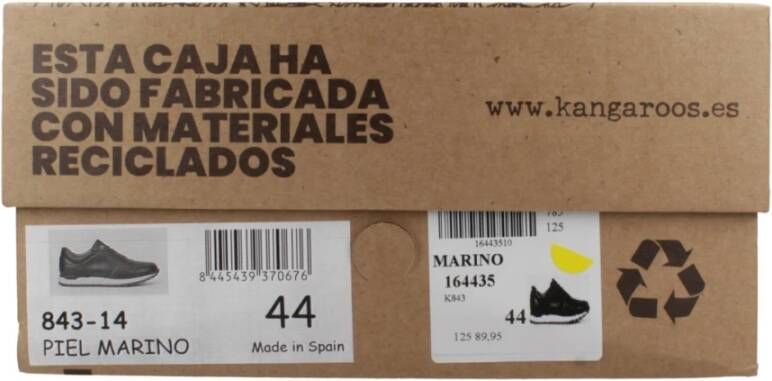 ESTA CAJA HA
SIDO FABRICADA
CON MATERIALES
RECICLADOS
www.kangaroos.es
8 445439 370676
843-14
44
PIEL MARINO
Made in Spain
785
16443510
125
MARINO
164435
K843
44
125 89,95